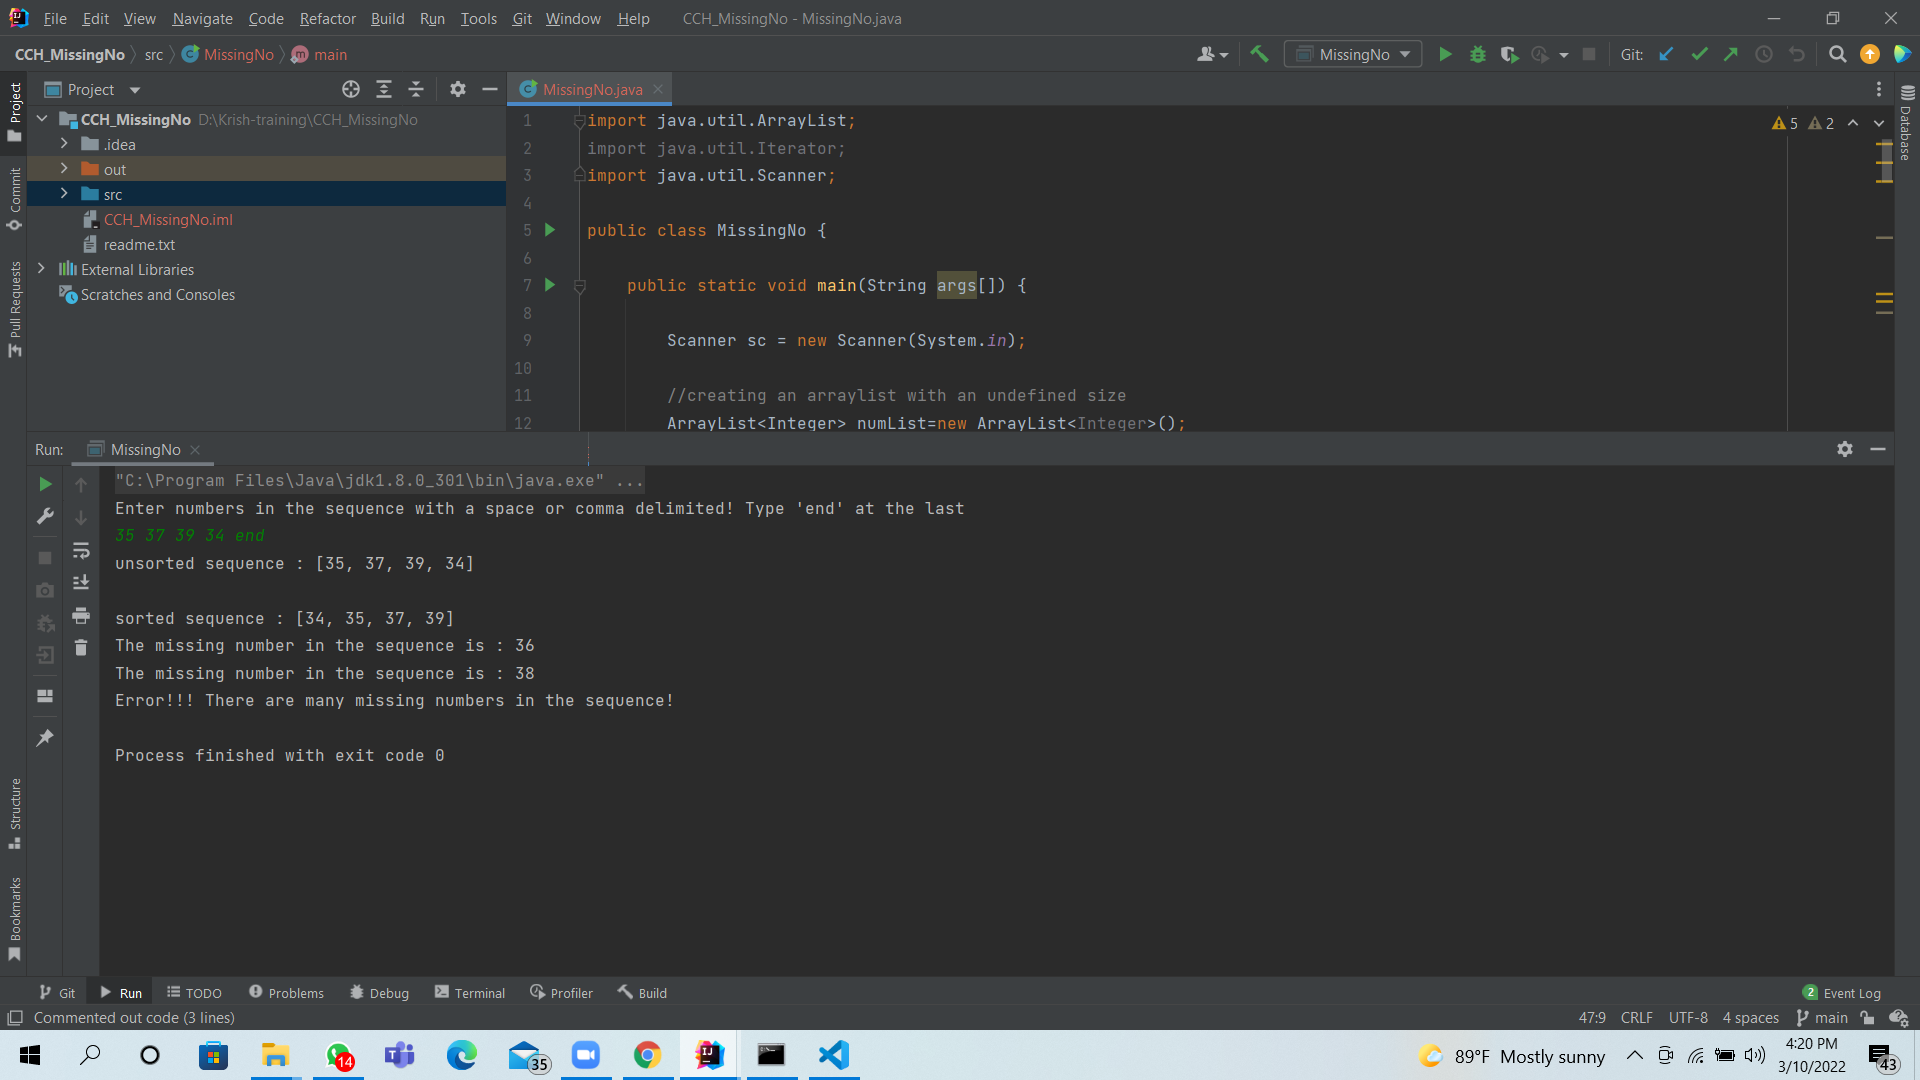 File Edit View Navigate Code Refactor Build Run Tools Git Window Help CCH_MissingNo - MissingNo.java
CCH_MissingNo src MissingNo main
MissingNo
Git:
Project
CCH_MissingNo D:\Krish-training\CCH_MissingNo
.idea
out
src
CCH_MissingNo.iml
readme.txt
External Libraries
Scratches and Consoles
Project
Commit
Pull Requests
Structure
Bookmarks
Database
MissingNo.java
5 2
1 import java.util.ArrayList;
2 import java.util.Iterator;
3 import java.util.Scanner;
4
5 public class MissingNo {
6
7 public static void main(String args[]) {
8
9 Scanner sc = new Scanner(System.in);
10
11 //creating an arraylist with an undefined size
12 ArrayList<Integer> numList=new ArrayList<Integer>();
Run: MissingNo
"C:\Program Files\Java\jdk1.8.0_301\bin\java.exe" ...
Enter numbers in the sequence with a space or comma delimited! Type 'end' at the last
35 37 39 34 end
unsorted sequence : [35, 37, 39, 34]
sorted sequence : [34, 35, 37, 39]
The missing number in the sequence is : 36
The missing number in the sequence is : 38
Error!!! There are many missing numbers in the sequence!
Process finished with exit code 0
Git Run TODO Problems Debug Terminal Profiler Build 2 Event Log
Commented out code (3 lines) 47:9 CRLF UTF-8 4 spaces main
14
35
89°F Mostly sunny
4:20 PM
3/10/2022
43